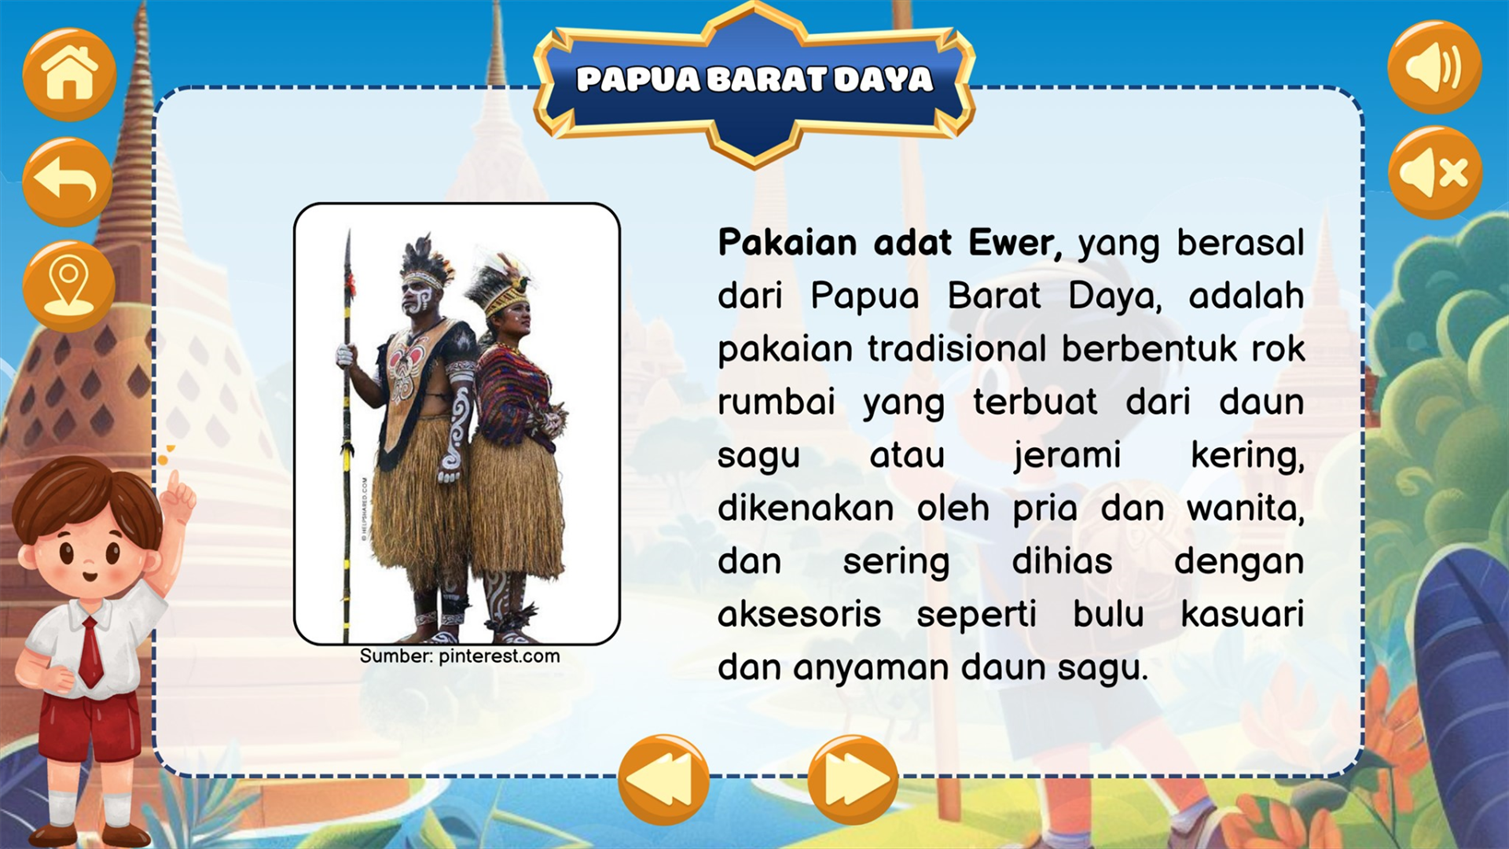 PAPUA BARAT DAYA
Pakaian adat Ewer, yang berasal
dari Papua Barat Daya, adalah
pakaian tradisional berbentuk rok
rumbai yang terbuat dari daun
sagu atau jerami kering,
dikenakan oleh pria dan wanita,
dan sering dihias dengan
aksesoris seperti bulu kasuari
dan anyaman daun sagu.
© HELPSHARED.COM
Sumber: pinterest.com